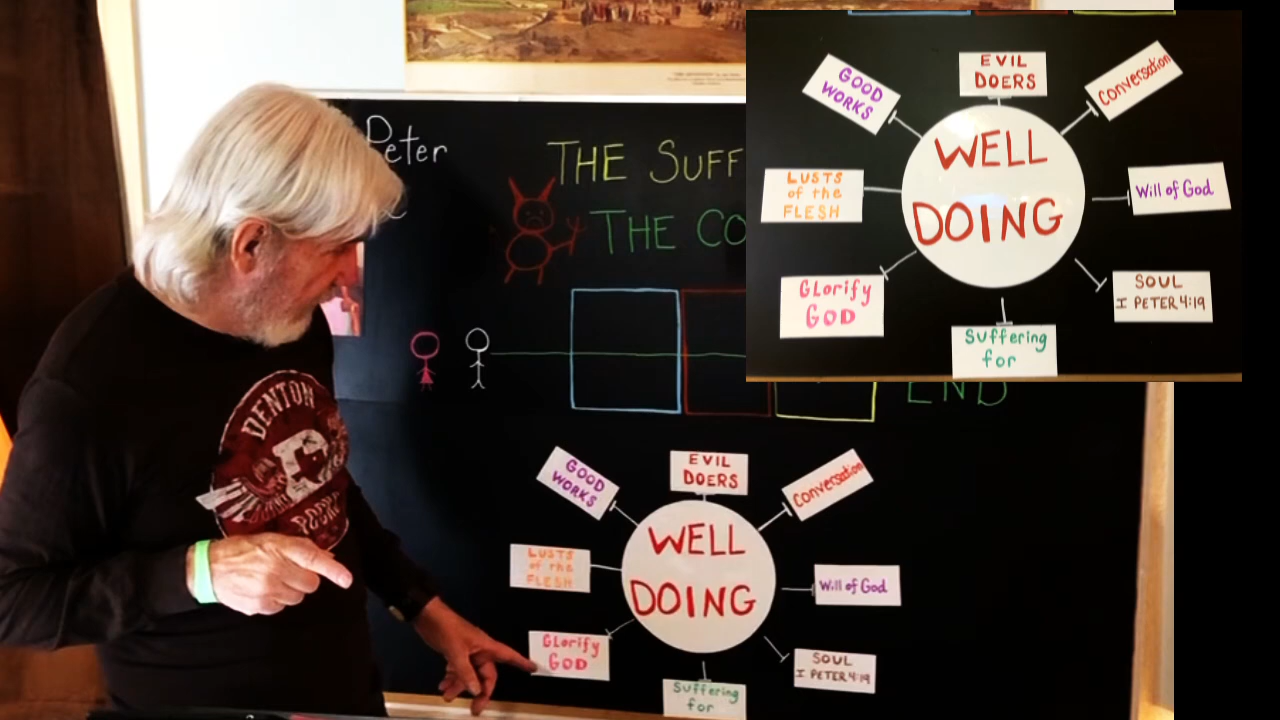 Peter
THE SUFF
THE CO
END
GOOD
WORKS
EVIL
DOERS
Conversation
LUSTS
of the
FLESH
WELL
DOING
Will of God
GLorify
GOD
SOUL
I PETER 4:19
Suffering
for
DENTON
GOOD
WORKS
EVIL
DOERS
Conversation
LUSTS
of the
FLESH
WELL
DOING
Will of God
GLorify
GOD
SOUL
I PETER 4:19
Suffering
for